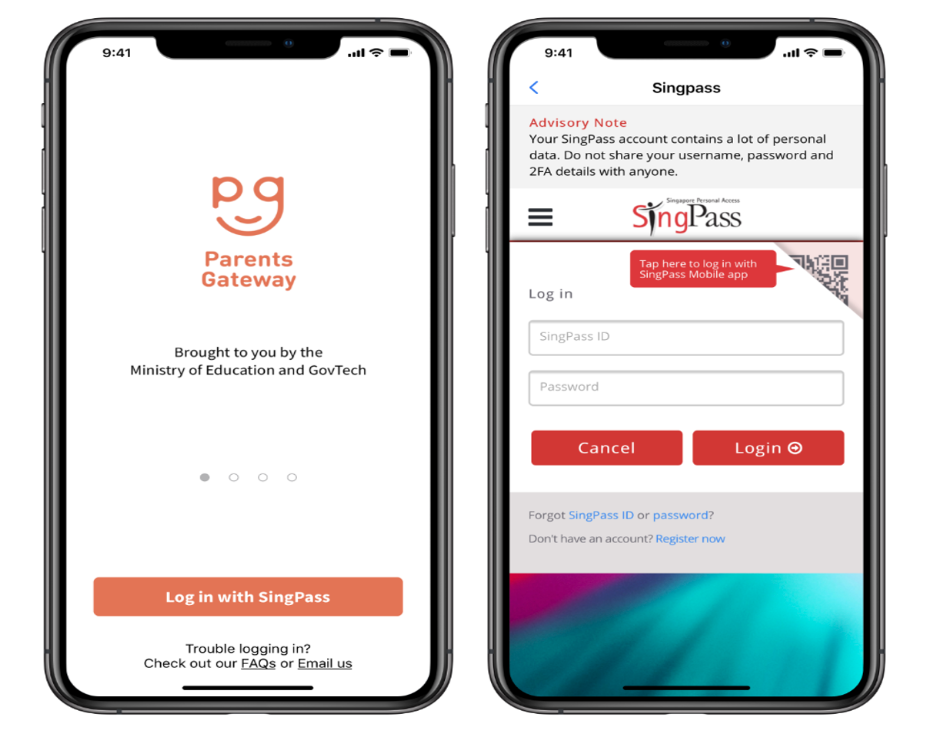 9:41
pg
Parents
Gateway
Brought to you by the
Ministry of Education and GovTech
Log in with SingPass
Trouble logging in?
Check out our FAQs or Email us
9:41
Singpass
Advisory Note
Your SingPass account contains a lot of personal
data. Do not share your username, password and
2FA details with anyone.
Singapore Personal Access
SingPass
Tap here to log in with
SingPass Mobile app
Log in
SingPass ID
Password
Cancel
Login
Forgot SingPass ID or password?
Don't have an account? Register now